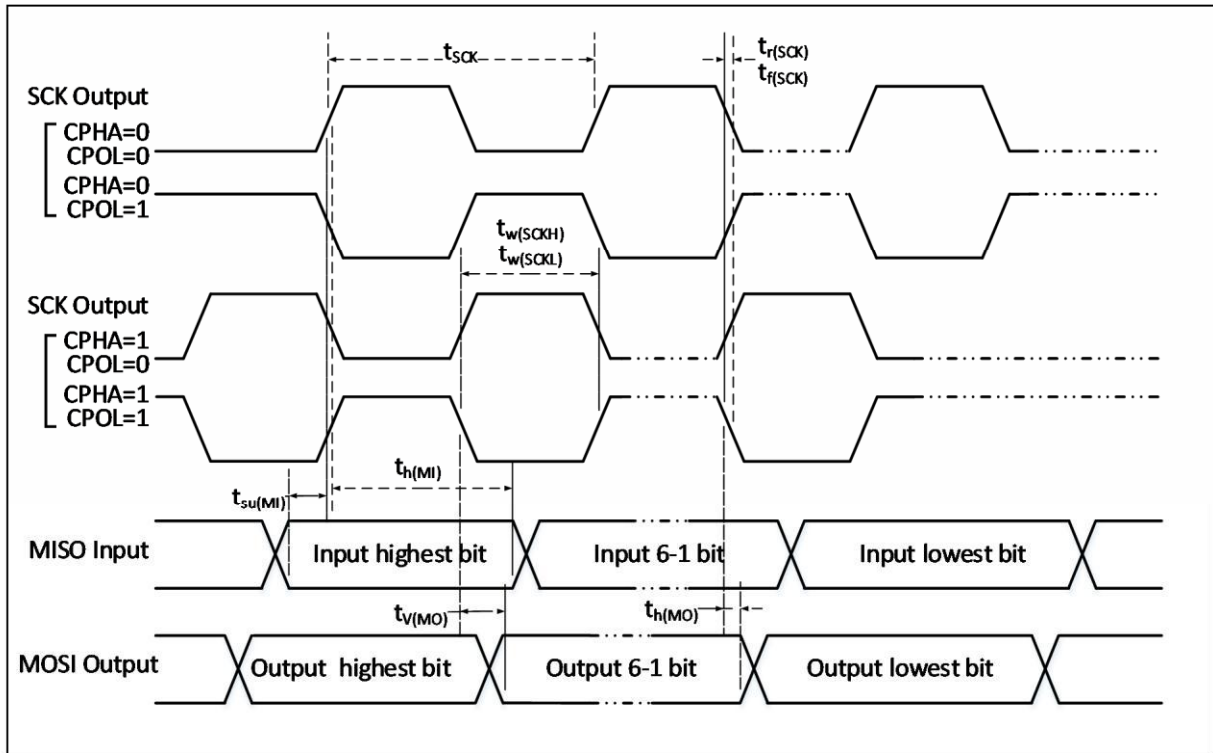 tSCK
tr(SCK)
tf(SCK)
SCK Output
CPHA=0
CPOL=0
CPHA=0
CPOL=1
tw(SCKH)
tw(SCKL)
SCK Output
CPHA=1
CPOL=0
CPHA=1
CPOL=1
th(MI)
tsu(MI)
MISO Input
Input highest bit
Input 6-1 bit
Input lowest bit
tV(MO)
th(MO)
MOSI Output
Output highest bit
Output 6-1 bit
Output lowest bit